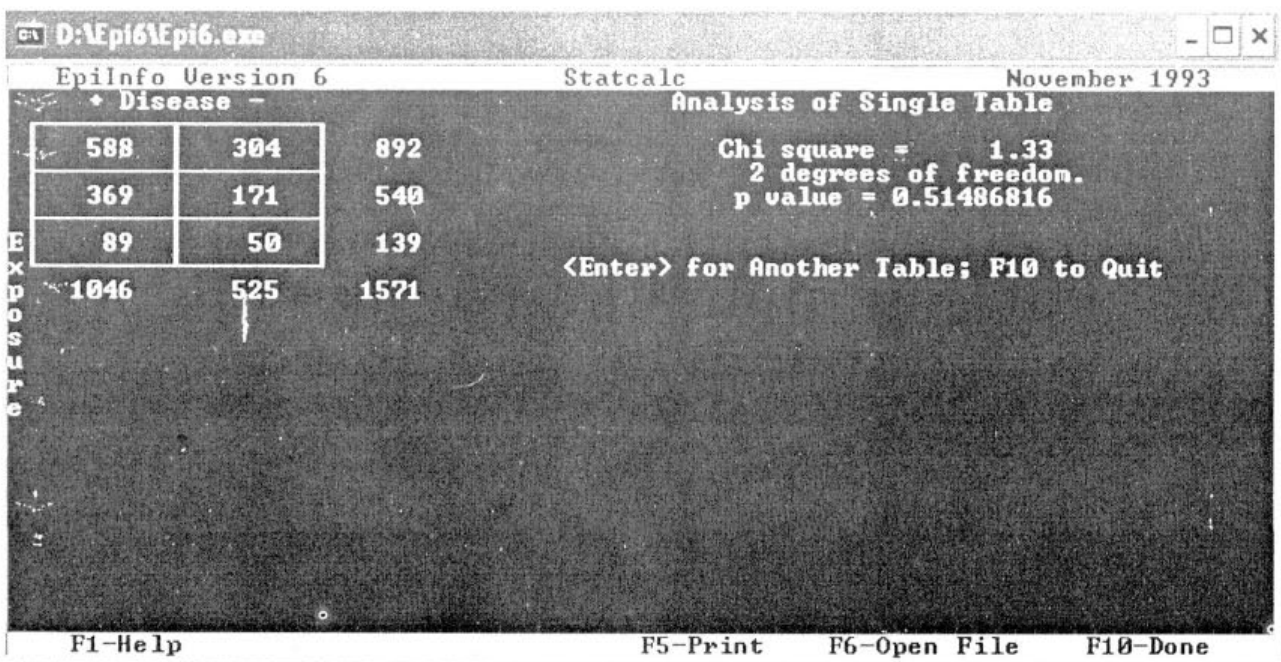 D:\Epi6\Epi6.exe
EpiInfo Version 6 Statcalc November 1993
+ Disease - Analysis of Single Table
588 304 892 Chi square = 1.33
2 degrees of freedom.
369 171 540 p value = 0.51486816
89 50 139
<Enter> for Another Table; F10 to Quit
1046 525 1571
Exposure
F1-Help F5-Print F6-Open File F10-Done